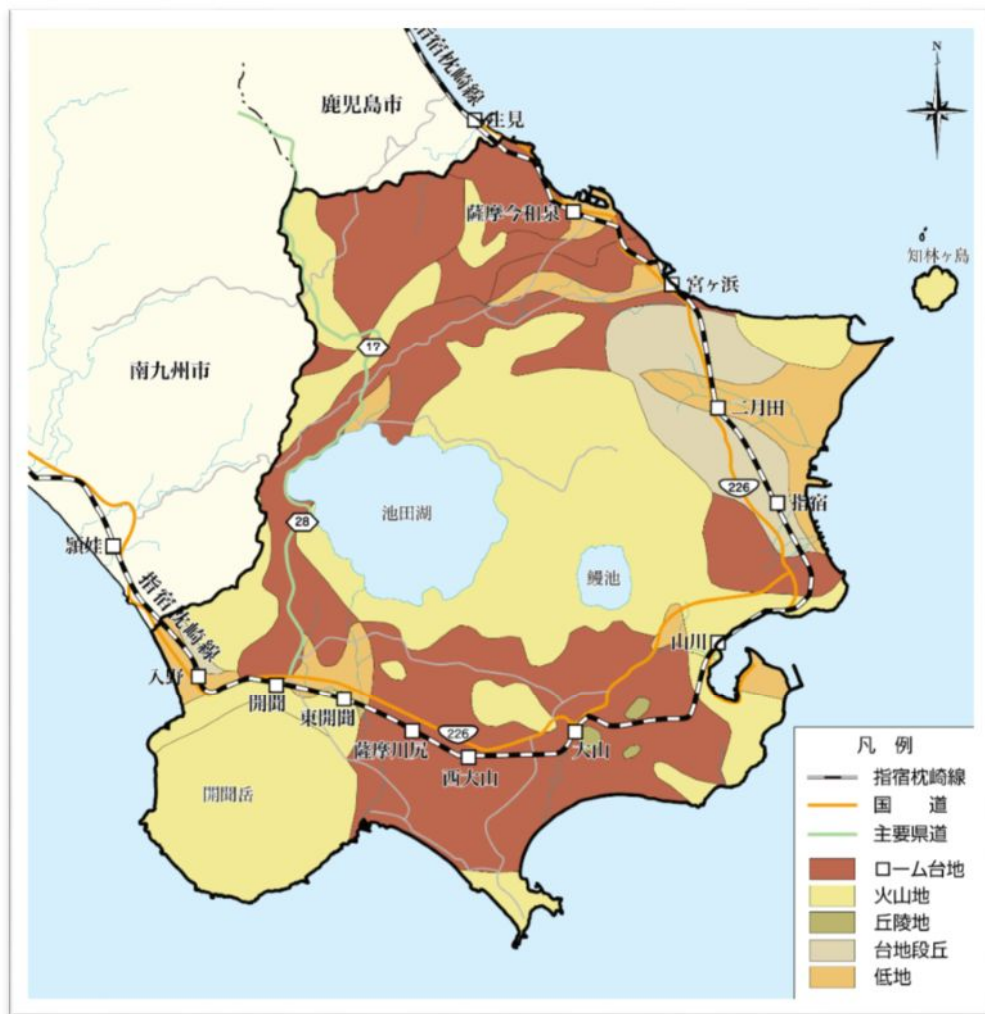 指宿枕崎線
N
鹿児島市
生見
薩摩今和泉
知林ヶ島
宮ヶ浜
17
南九州市
二月田
226
指宿
池田湖
28
鰻池
頴娃
指宿枕崎線
山川
入野
開聞
東開聞
薩摩川尻
226
西大山
大山
開聞岳
凡 例
指宿枕崎線
国 道
主要県道
ローム台地
火山地
丘陵地
台地段丘
低地